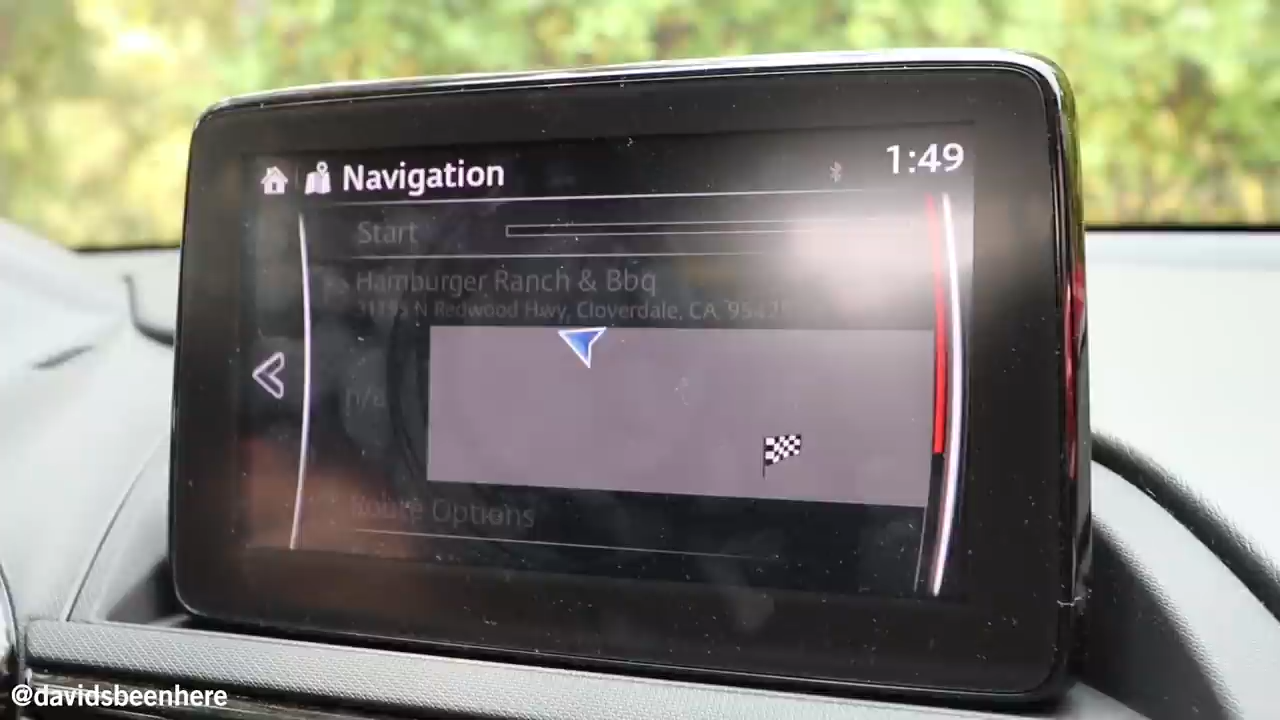 Navigation
1:49
Start
Hamburger Ranch & Bbq
N Redwood Hwy, Cloverdale, CA,
n/a
Route Options
@davidsbeenhere